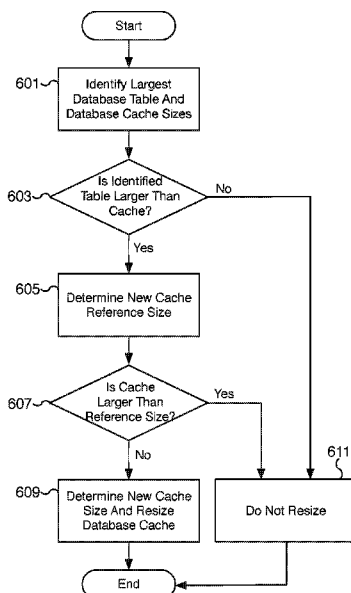 Start
601
Identify Largest
Database Table And
Database Cache Sizes
603
Is Identified
Table Larger Than
Cache?
No
Yes
605
Determine New Cache
Reference Size
607
Is Cache
Larger Than
Reference Size?
Yes
No
609
Determine New Cache
Size And Resize
Database Cache
611
Do Not Resize
End